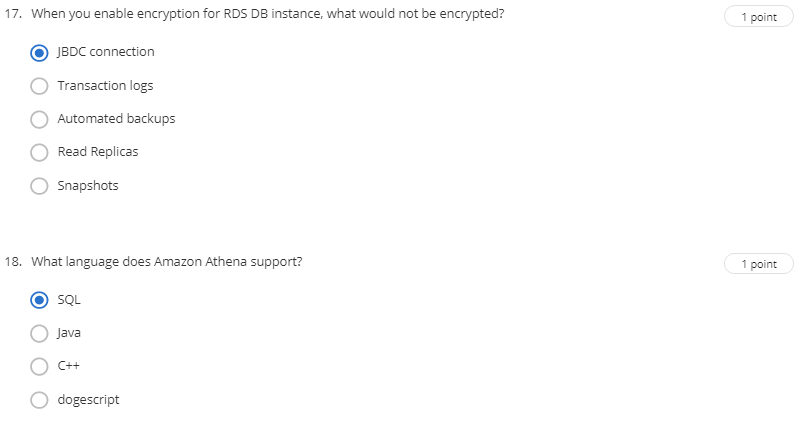 17. When you enable encryption for RDS DB instance, what would not be encrypted?
1 point
JBDC connection
Transaction logs
Automated backups
Read Replicas
Snapshots
18. What language does Amazon Athena support?
1 point
SQL
Java
C++
dogescript